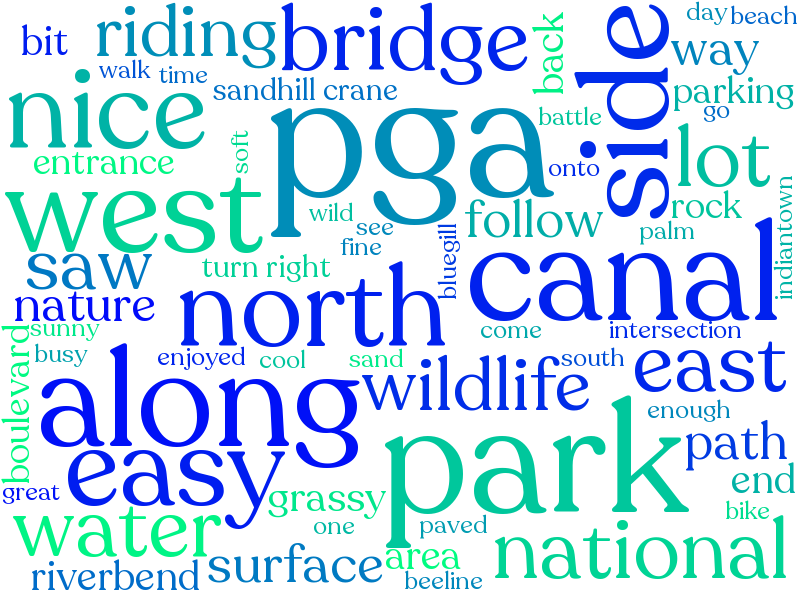 bit
riding
bridge
back
side
day
beach
way
walk
time
sandhill crane
parking
go
nice
pga
battle
lot
entrance
soft
onto
west
wild
see
follow
rock
palm
indiantown
fine
bluegill
saw
turn right
north
canal
nature
sunny
busy
boulevard
enjoyed
cool
sand
come
intersection
wildlife
south
east
along
enough
easy
park
path
great
grassy
end
water
one
paved
bike
national
riverbend
surface
area
beeline